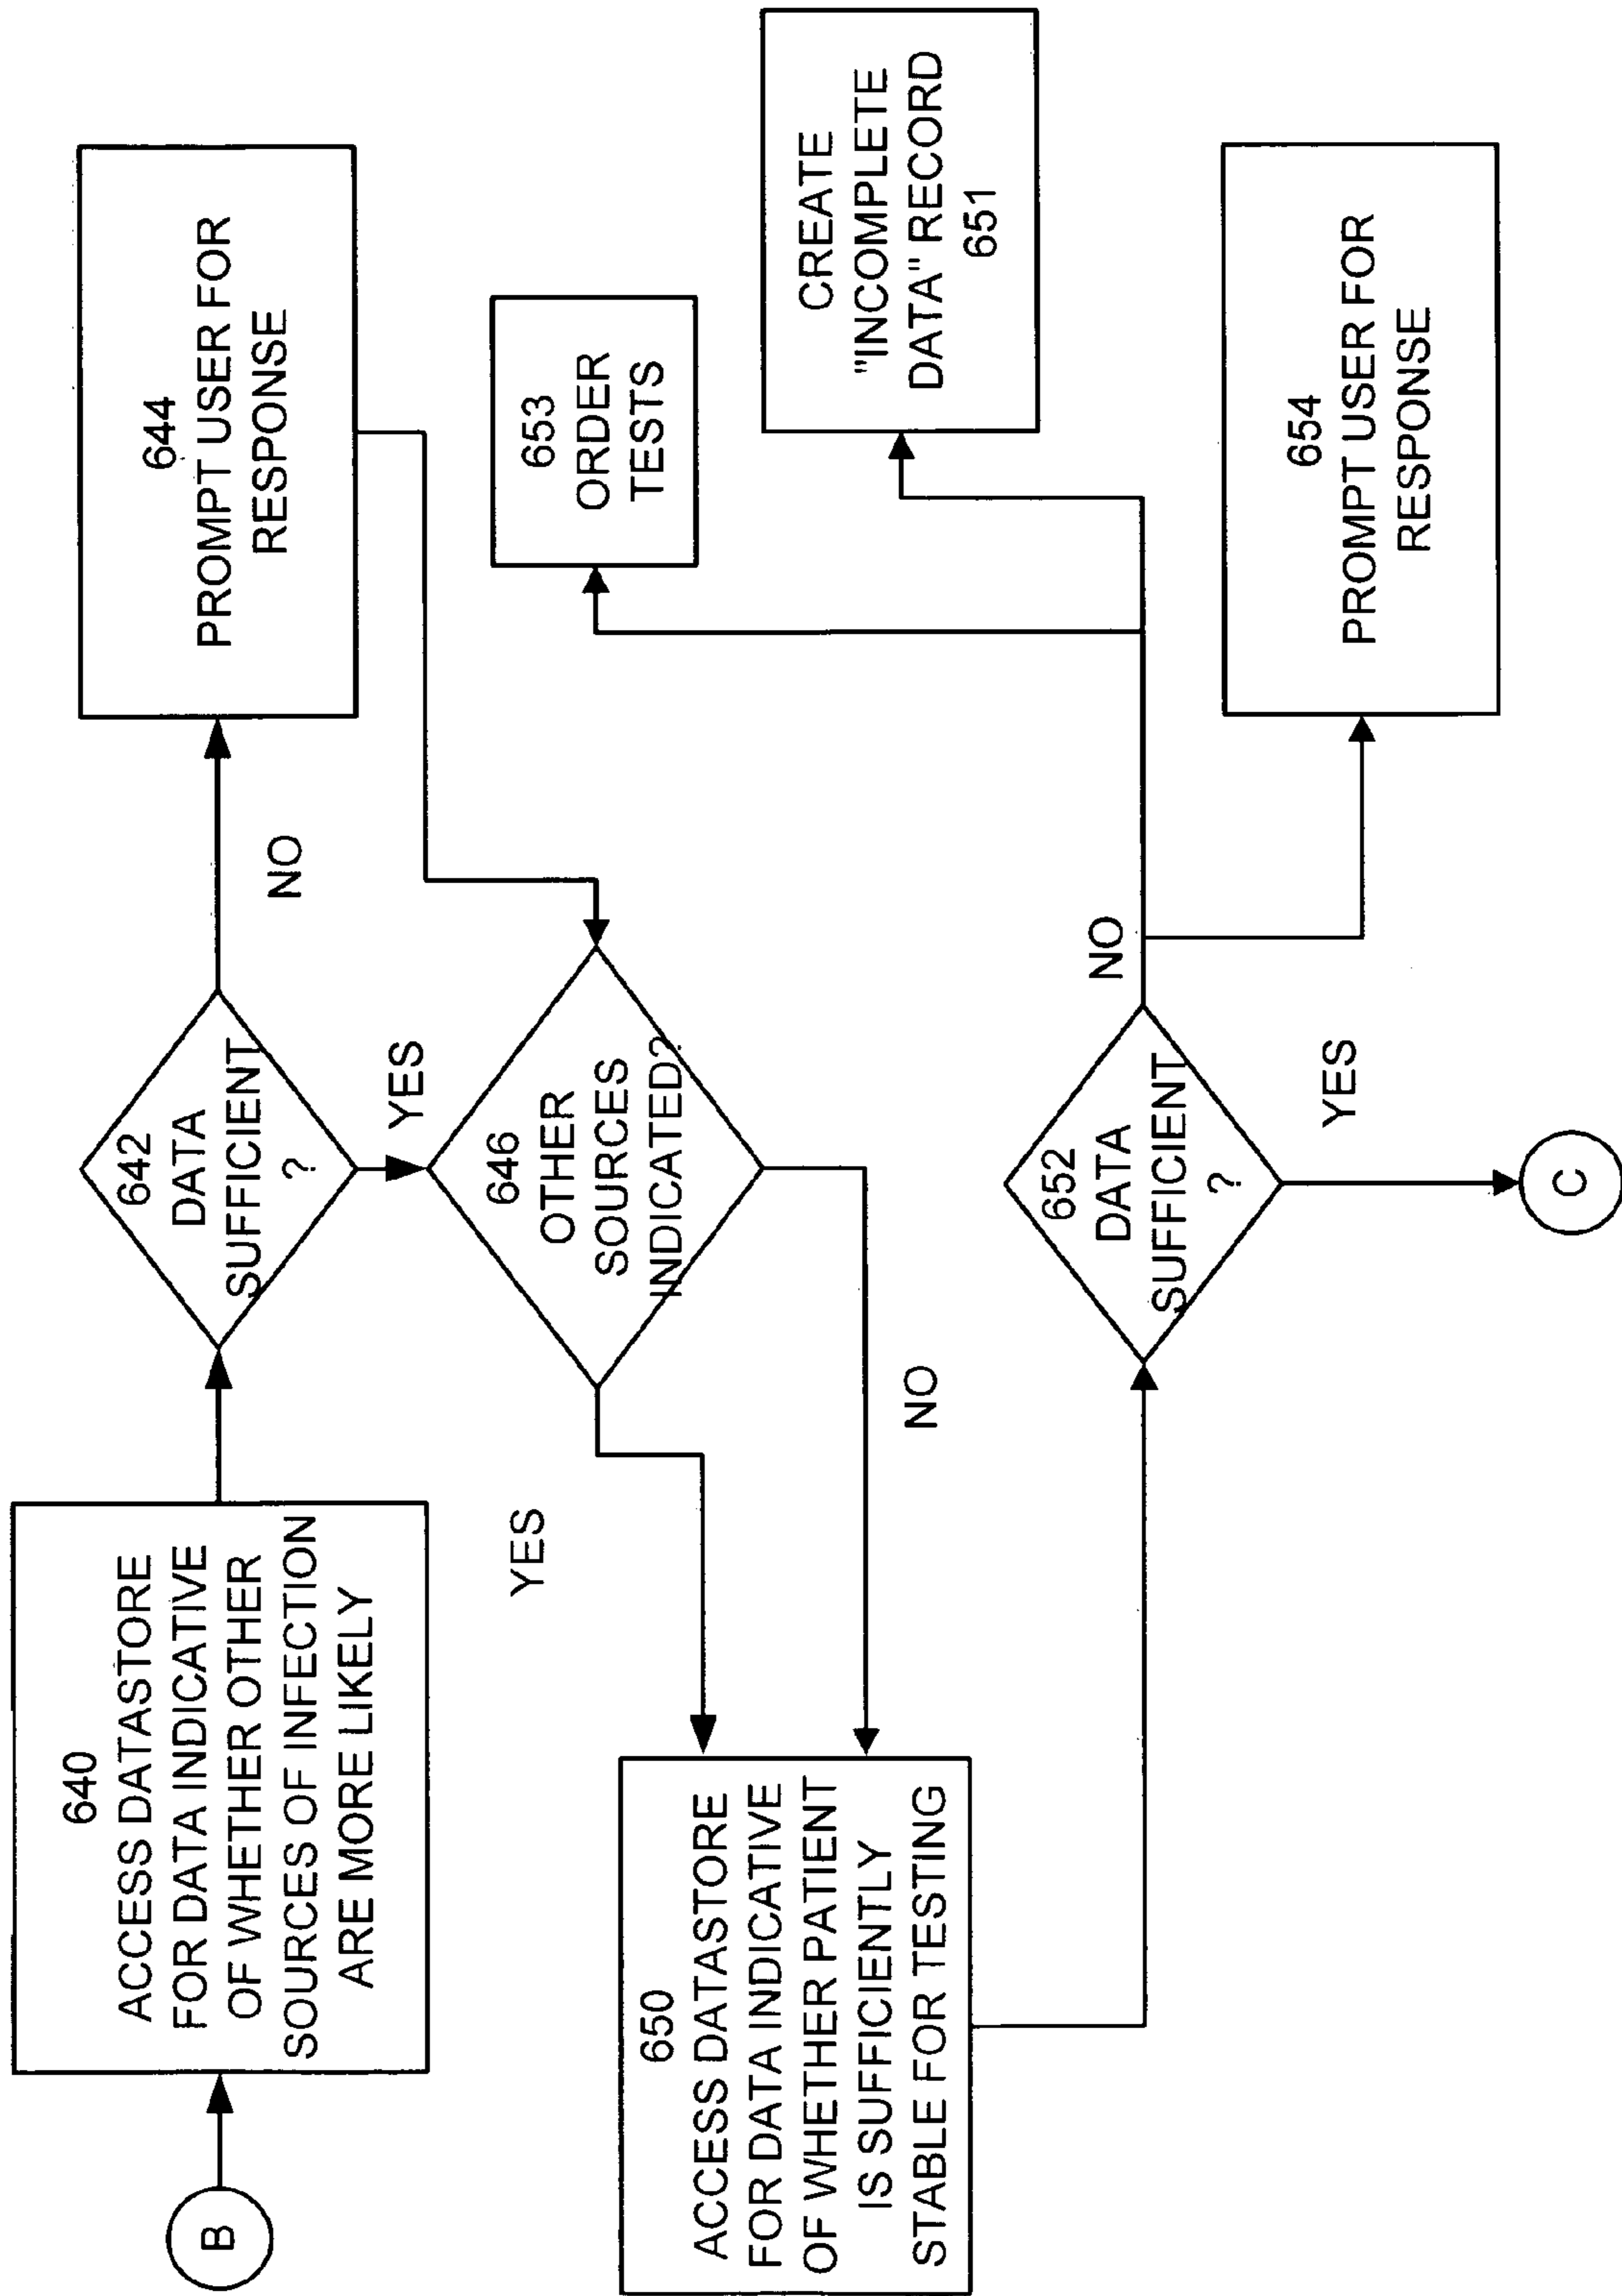 B
640
ACCESS DATASTORE
FOR DATA INDICATIVE
OF WHETHER OTHER
SOURCES OF INFECTION
ARE MORE LIKELY
642
DATA
SUFFICIENT
?
NO
YES
644
PROMPT USER FOR
RESPONSE
646
OTHER
SOURCES
INDICATED?
YES
NO
650
ACCESS DATASTORE
FOR DATA INDICATIVE
OF WHETHER PATIENT
IS SUFFICIENTLY
STABLE FOR TESTING
652
DATA
SUFFICIENT
?
NO
YES
653
ORDER
TESTS
CREATE
"INCOMPLETE
DATA" RECORD
651
654
PROMPT USER FOR
RESPONSE
C